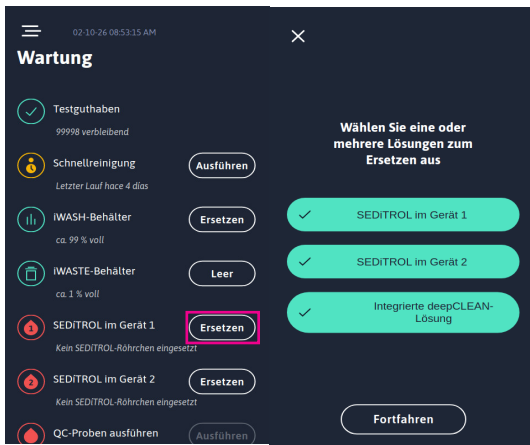 02-10-26 08:53:15 AM
Wartung
Testguthaben
99998 verbleibend
Schnellreinigung
Ausführen
Letzter Lauf hace 4 dias
iWASH-Behälter
Ersetzen
ca. 99 % voll
iWASTE-Behälter
Leer
ca. 1 % voll
1
SEDiTROL im Gerät 1
Ersetzen
Kein SEDiTROL-Röhrchen eingesetzt
2
SEDiTROL im Gerät 2
Ersetzen
Kein SEDiTROL-Röhrchen eingesetzt
QC-Proben ausführen
Ausführen
Wählen Sie eine oder
mehrere Lösungen zum
Ersetzen aus
SEDiTROL im Gerät 1
SEDiTROL im Gerät 2
Integrierte deepCLEAN-
Lösung
Fortfahren